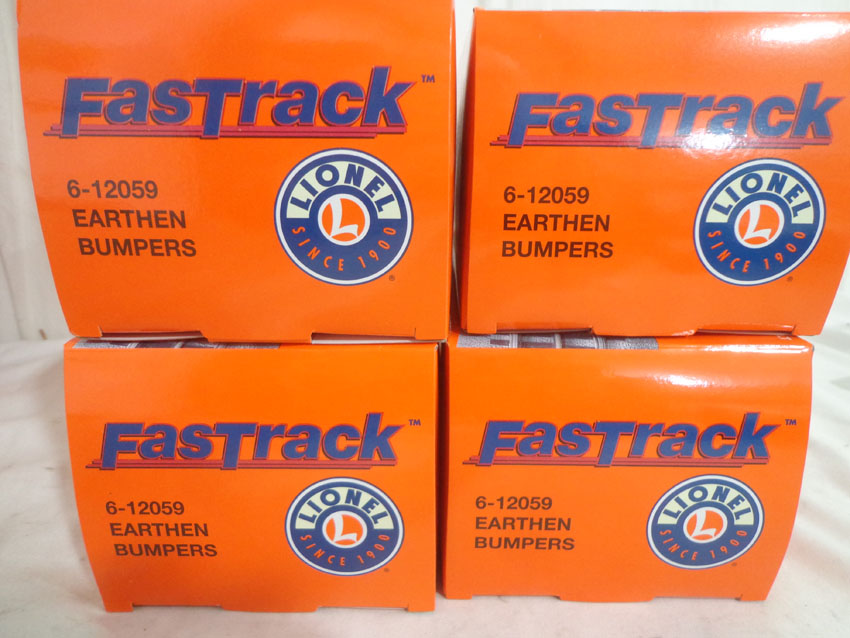 FasTrack™
6-12059
EARTHEN
BUMPERS
LIONEL
L
SINCE 1900
®
FasTrack
6-12059
EARTHEN
BUMPERS
LIONEL
L
SINCE 1900
®
FasTrack™
6-12059
EARTHEN
BUMPERS
LIONEL
L
SINCE 1900
®
FasTrack™
6-12059
EARTHEN
BUMPERS
LIONEL
L
SINCE 1900
®